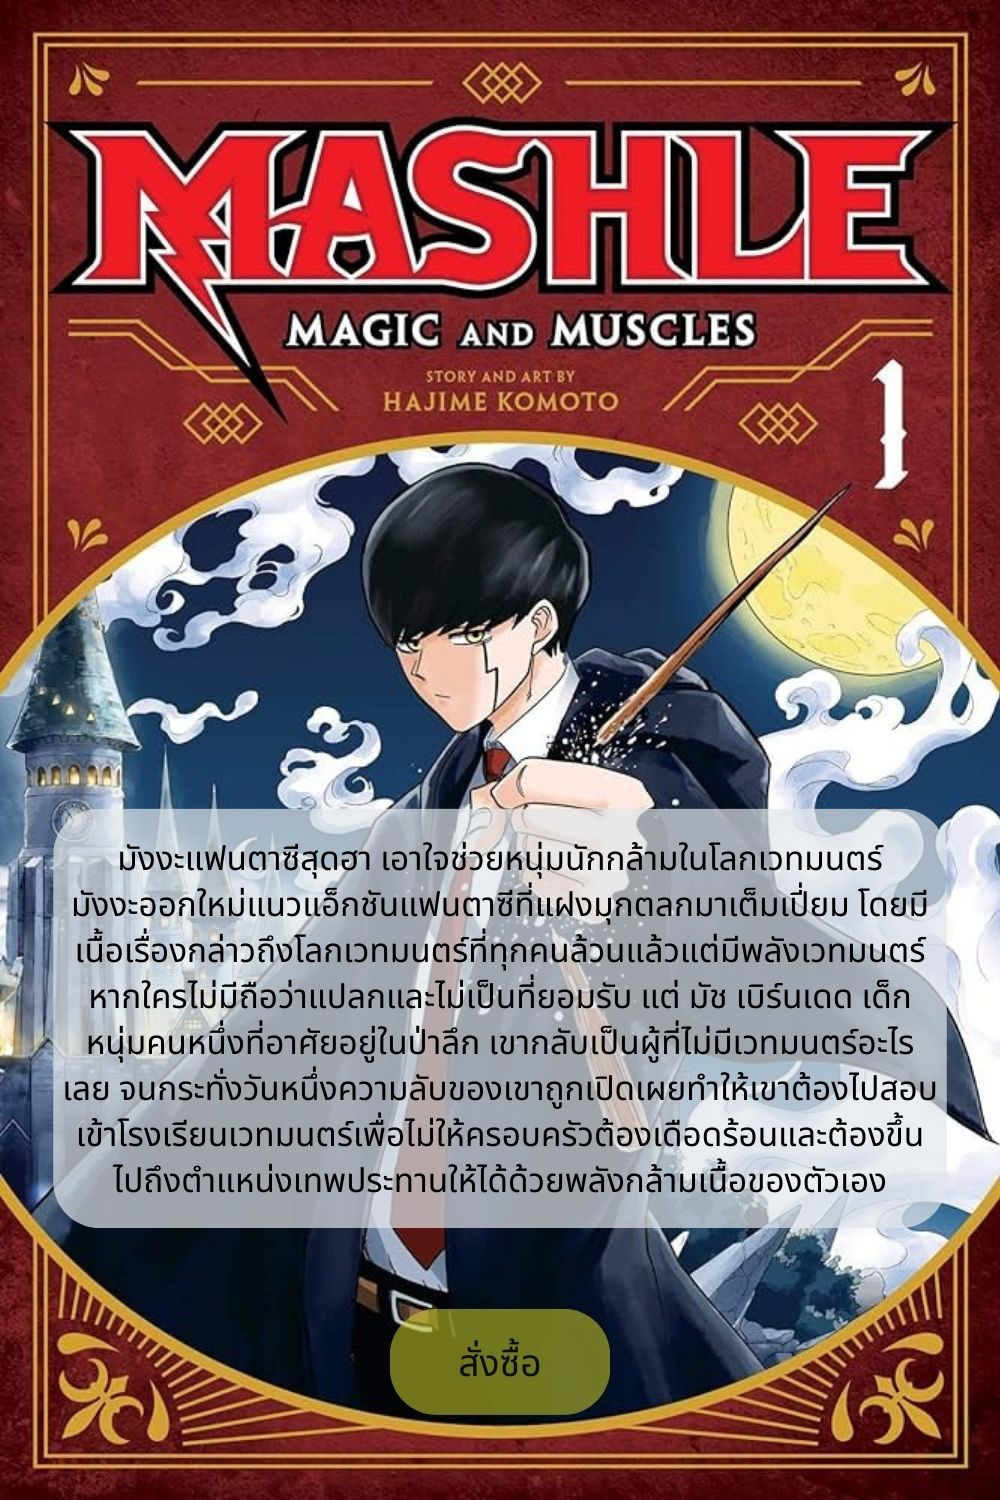 MASHLE
MAGIC AND MUSCLES
STORY AND ART BY
HAJIME KOMOTO
1
มังงะแฟนตาซีสุดฮา เอาใจช่วยหนุ่มนักกล้ามในโลกเวทมนตร์
มังงะออกใหม่แนวแอ็กชันแฟนตาซีที่แฝงมุกตลกมาเต็มเปี่ยม โดยมี
เนื้อเรื่องกล่าวถึงโลกเวทมนตร์ที่ทุกคนล้วนแล้วแต่มีพลังเวทมนตร์
หากใครไม่มีถือว่าแปลกและไม่เป็นที่ยอมรับ แต่ มัช เบิร์นเดด เด็ก
หนุ่มคนหนึ่งที่อาศัยอยู่ในป่าลึก เขากลับเป็นผู้ที่ไม่มีเวทมนตร์อะไร
เลย จนกระทั่งวันหนึ่งความลับของเขาถูกเปิดเผยทำให้เขาต้องไปสอบ
เข้าโรงเรียนเวทมนตร์เพื่อไม่ให้ครอบครัวต้องเดือดร้อนและต้องขึ้น
ไปถึงตำแหน่งเทพประทานให้ได้ด้วยพลังกล้ามเนื้อของตัวเอง
สั่งซื้อ